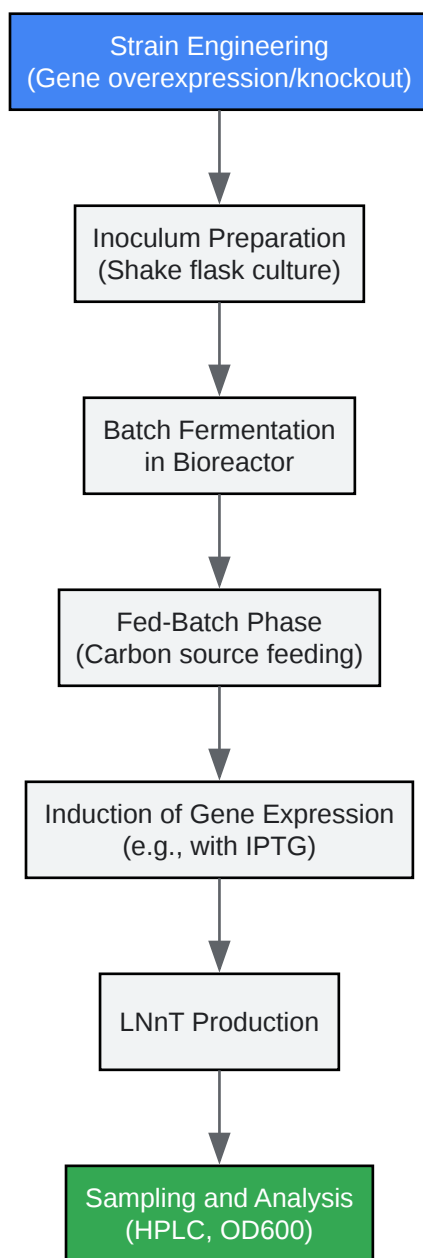 Strain Engineering
(Gene overexpression/knockout)
Inoculum Preparation
(Shake flask culture)
Batch Fermentation
in Bioreactor
Fed-Batch Phase
(Carbon source feeding)
Induction of Gene Expression
(e.g., with IPTG)
LNnT Production
Sampling and Analysis
(HPLC, OD600)